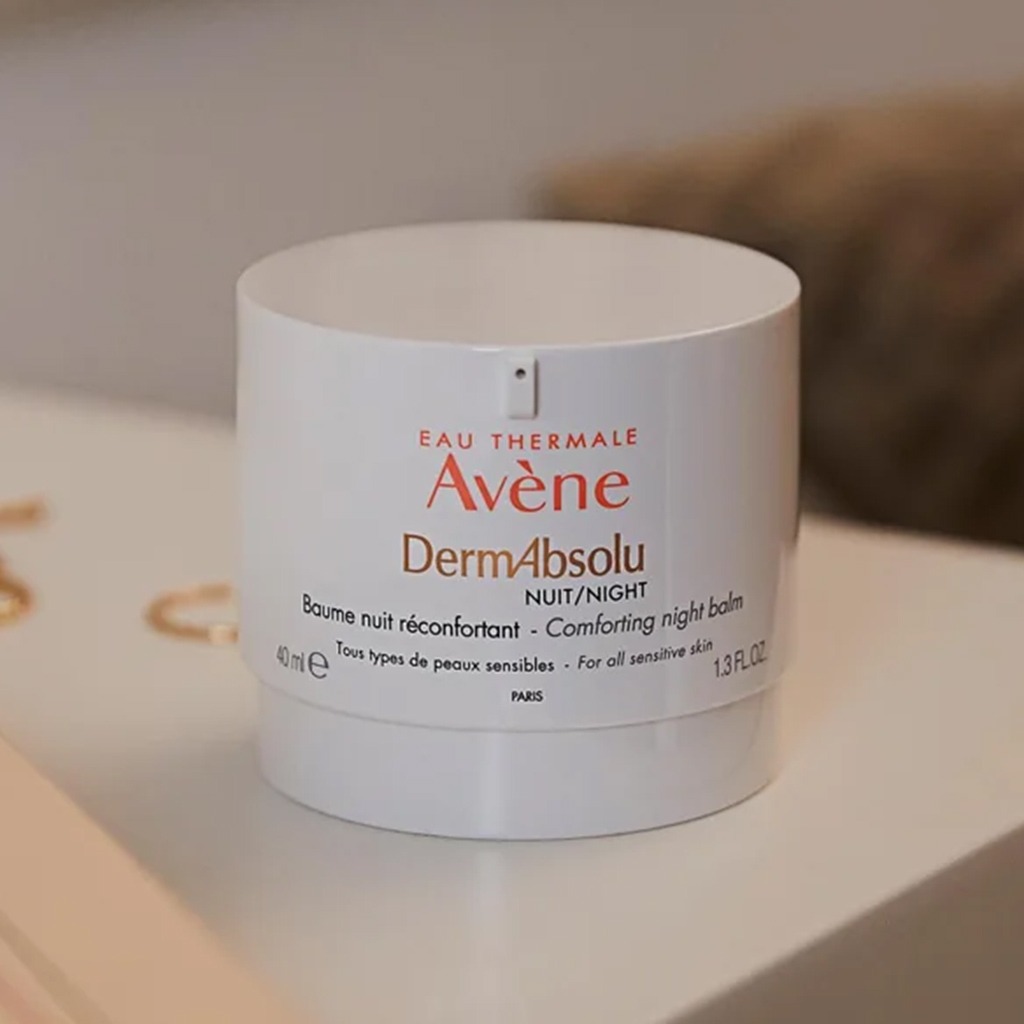 EAU THERMALE
Avène
DermAbsolu
NUIT/NIGHT
Baume nuit réconfortant - Comforting night balm
Tous types de peaux sensibles - For all sensitive skin
40 ml ℮ 1.3 FL.OZ.
PARIS